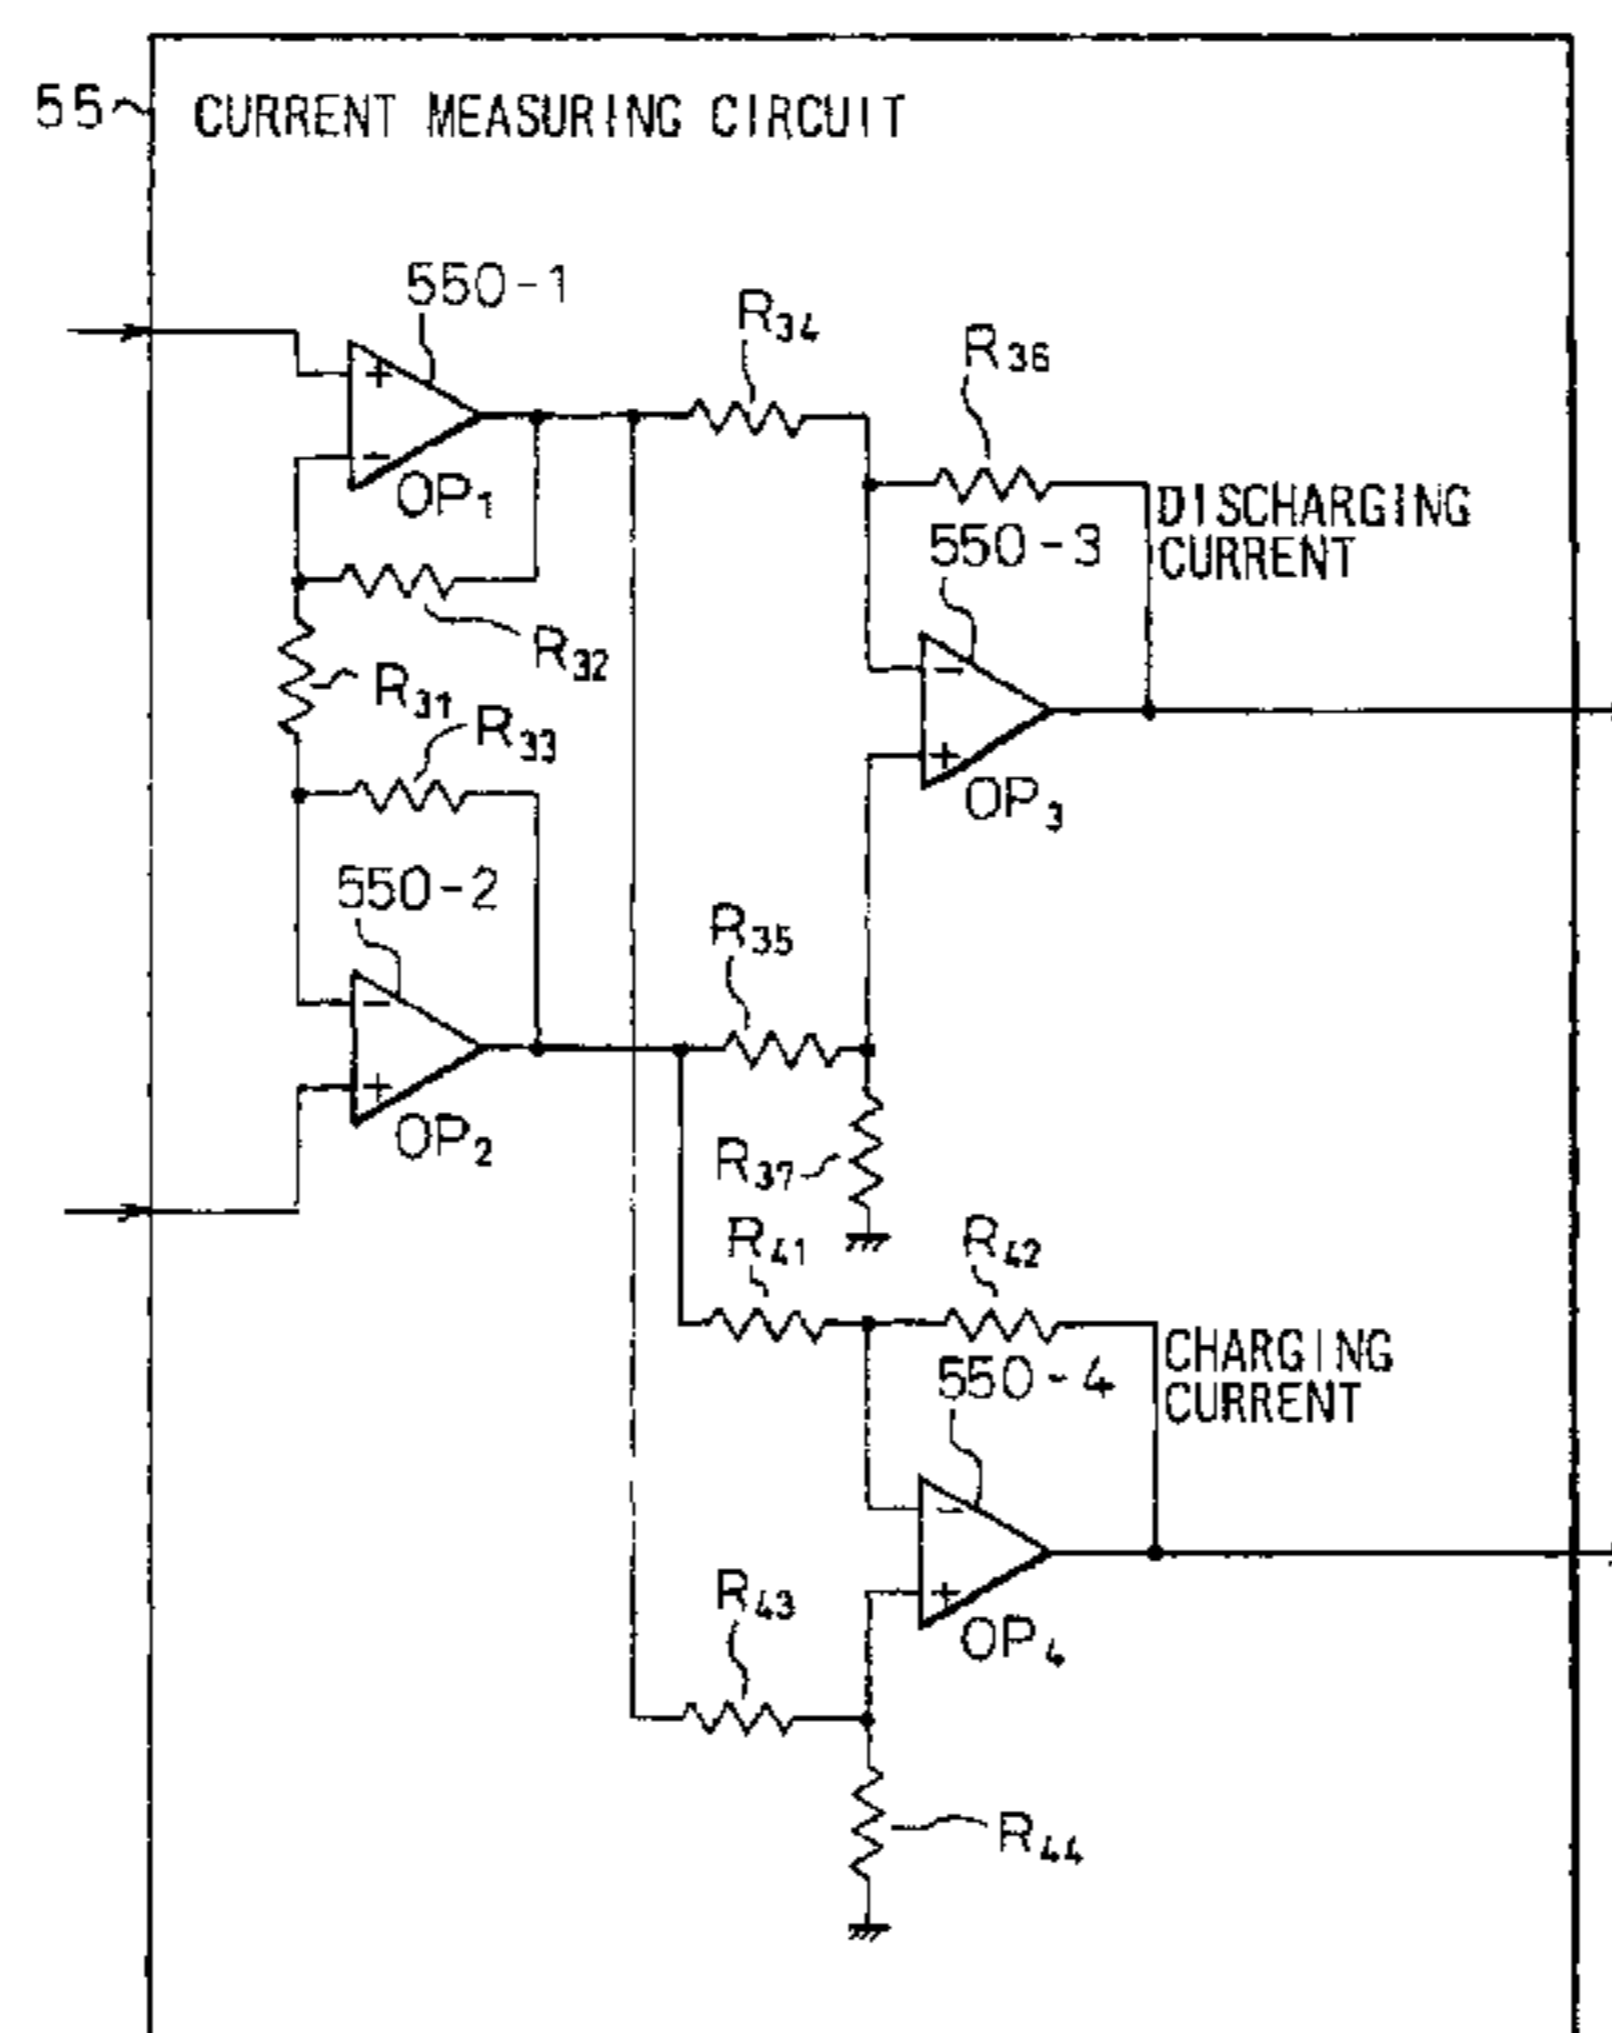 55
CURRENT MEASURING CIRCUIT
550-1
R34
R36
+
-
OP1
DISCHARGING
CURRENT
550-3
R32
R31
R33
-
+
OP3
550-2
R35
-
+
OP2
R37
R41
R42
CHARGING
CURRENT
550-4
-
+
R43
OP4
R44